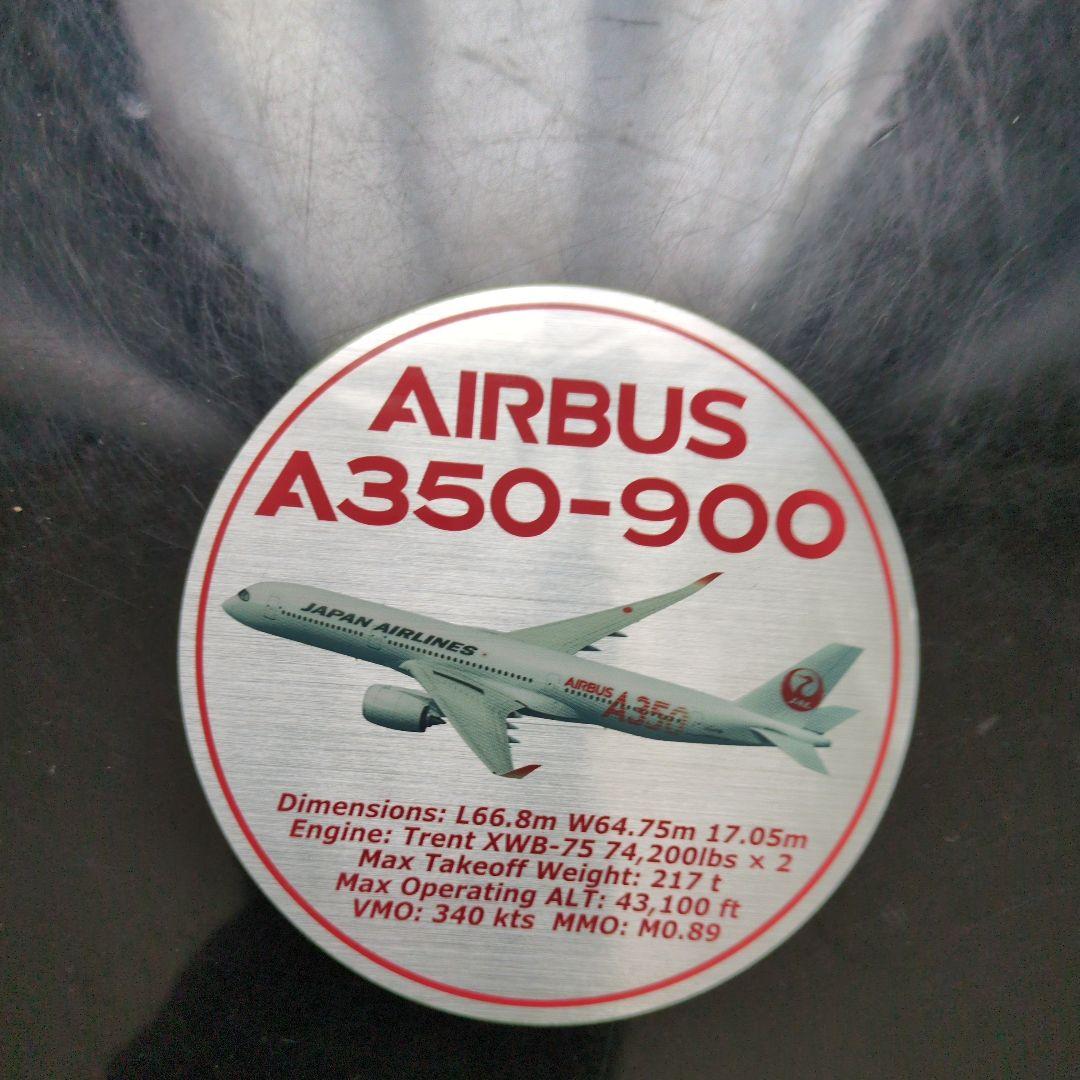 AIRBUS
A350-900
JAPAN AIRLINES
AIRBUS A350
JAL
Dimensions: L66.8m W64.75m 17.05m
Engine: Trent XWB-75 74,200lbs × 2
Max Takeoff Weight: 217 t
Max Operating ALT: 43,100 ft
VMO: 340 kts MMO: M0.89